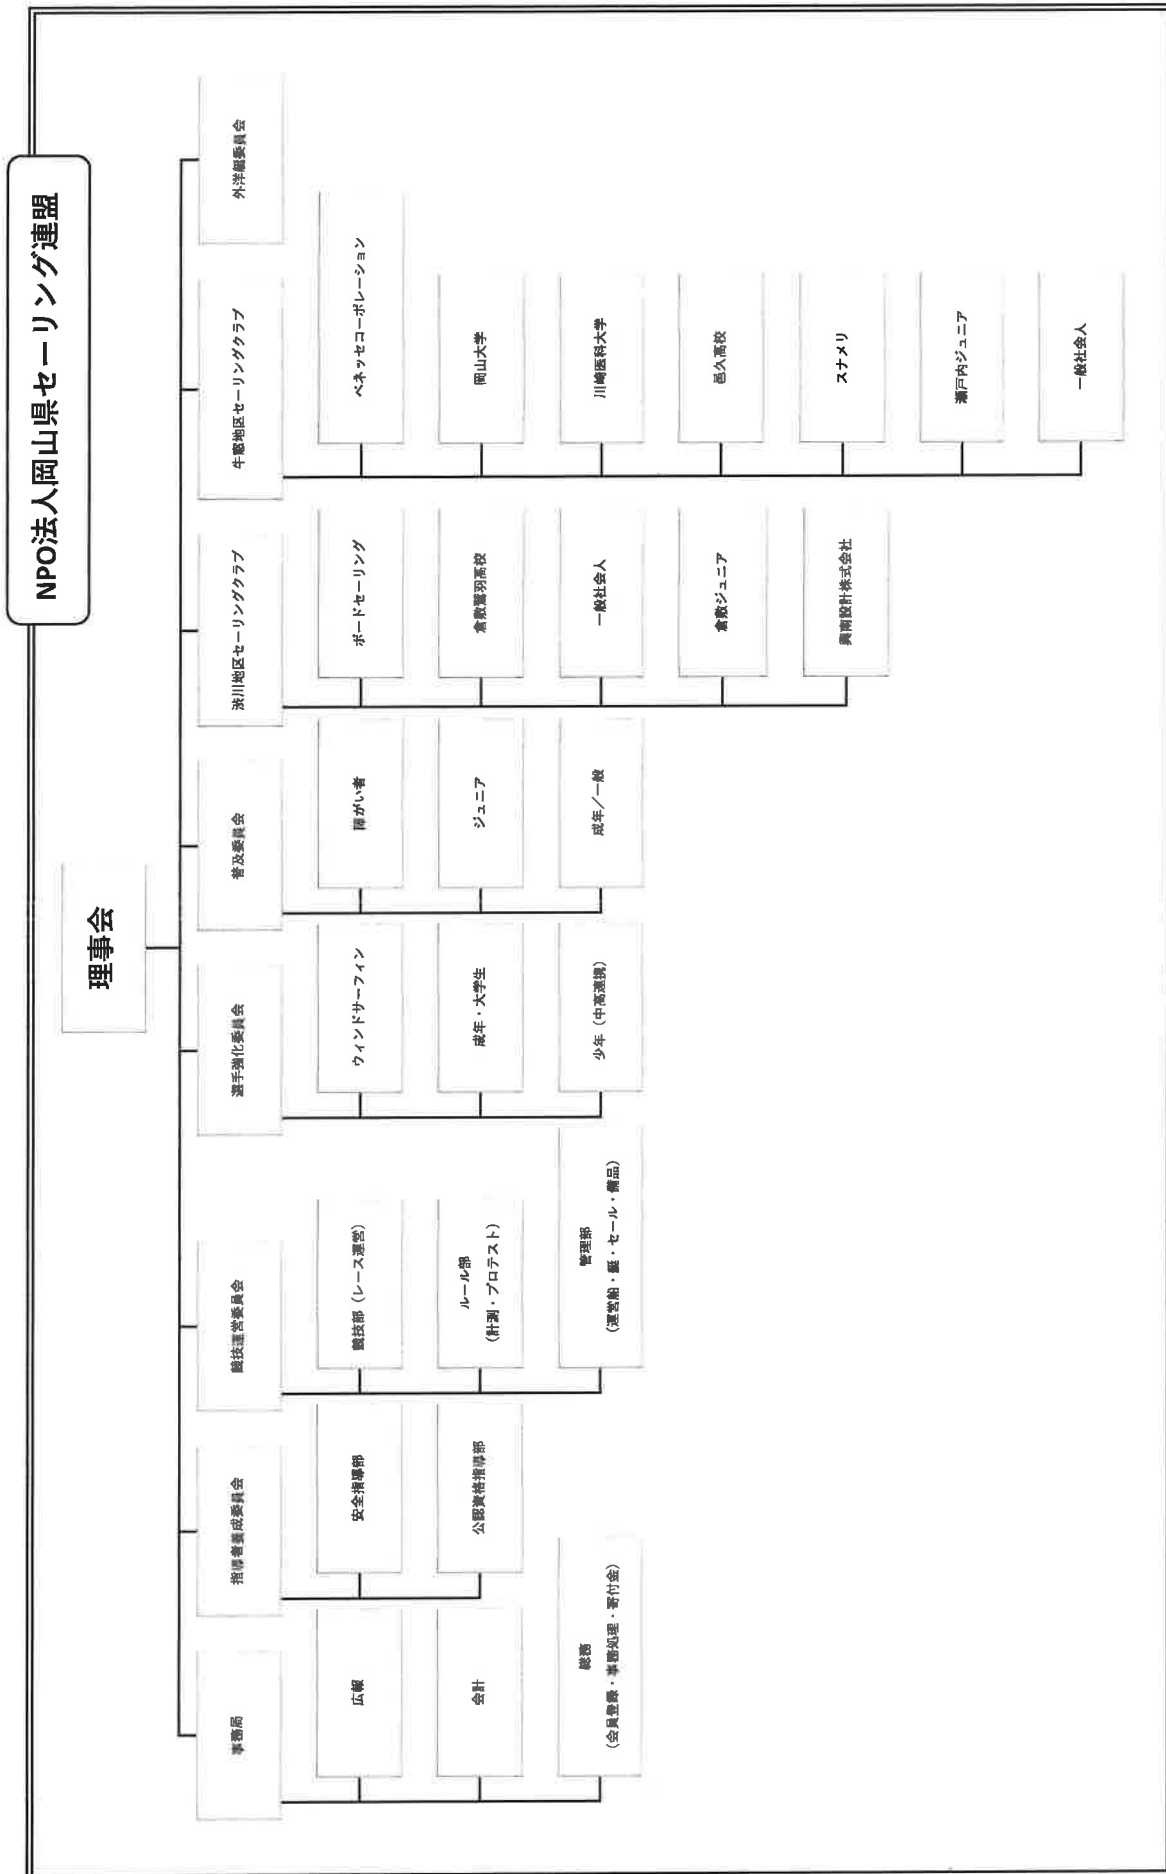 NPO法人岡山県セーリング連盟
理事会
事務局
広報
会計
総務
(会員登録・事務処理・寄付金)
指導者養成委員会
安全指導部
公認資格指導部
競技運営委員会
競技部(レース運営)
ルール部
(計測・プロテスト)
管理部
(運営船・艇・セール・備品)
選手強化委員会
ウィンドサーフィン
成年・大学生
少年(中高連携)
普及委員会
障がい者
ジュニア
成年/一般
渋川地区セーリングクラブ
ボードセーリング
倉敷鷲羽高校
一般社会人
倉敷ジュニア
興南設計株式会社
牛窓地区セーリングクラブ
ベネッセコーポレーション
岡山大学
川崎医科大学
邑久高校
スナメリ
瀬戸内ジュニア
一般社会人
外洋艇委員会